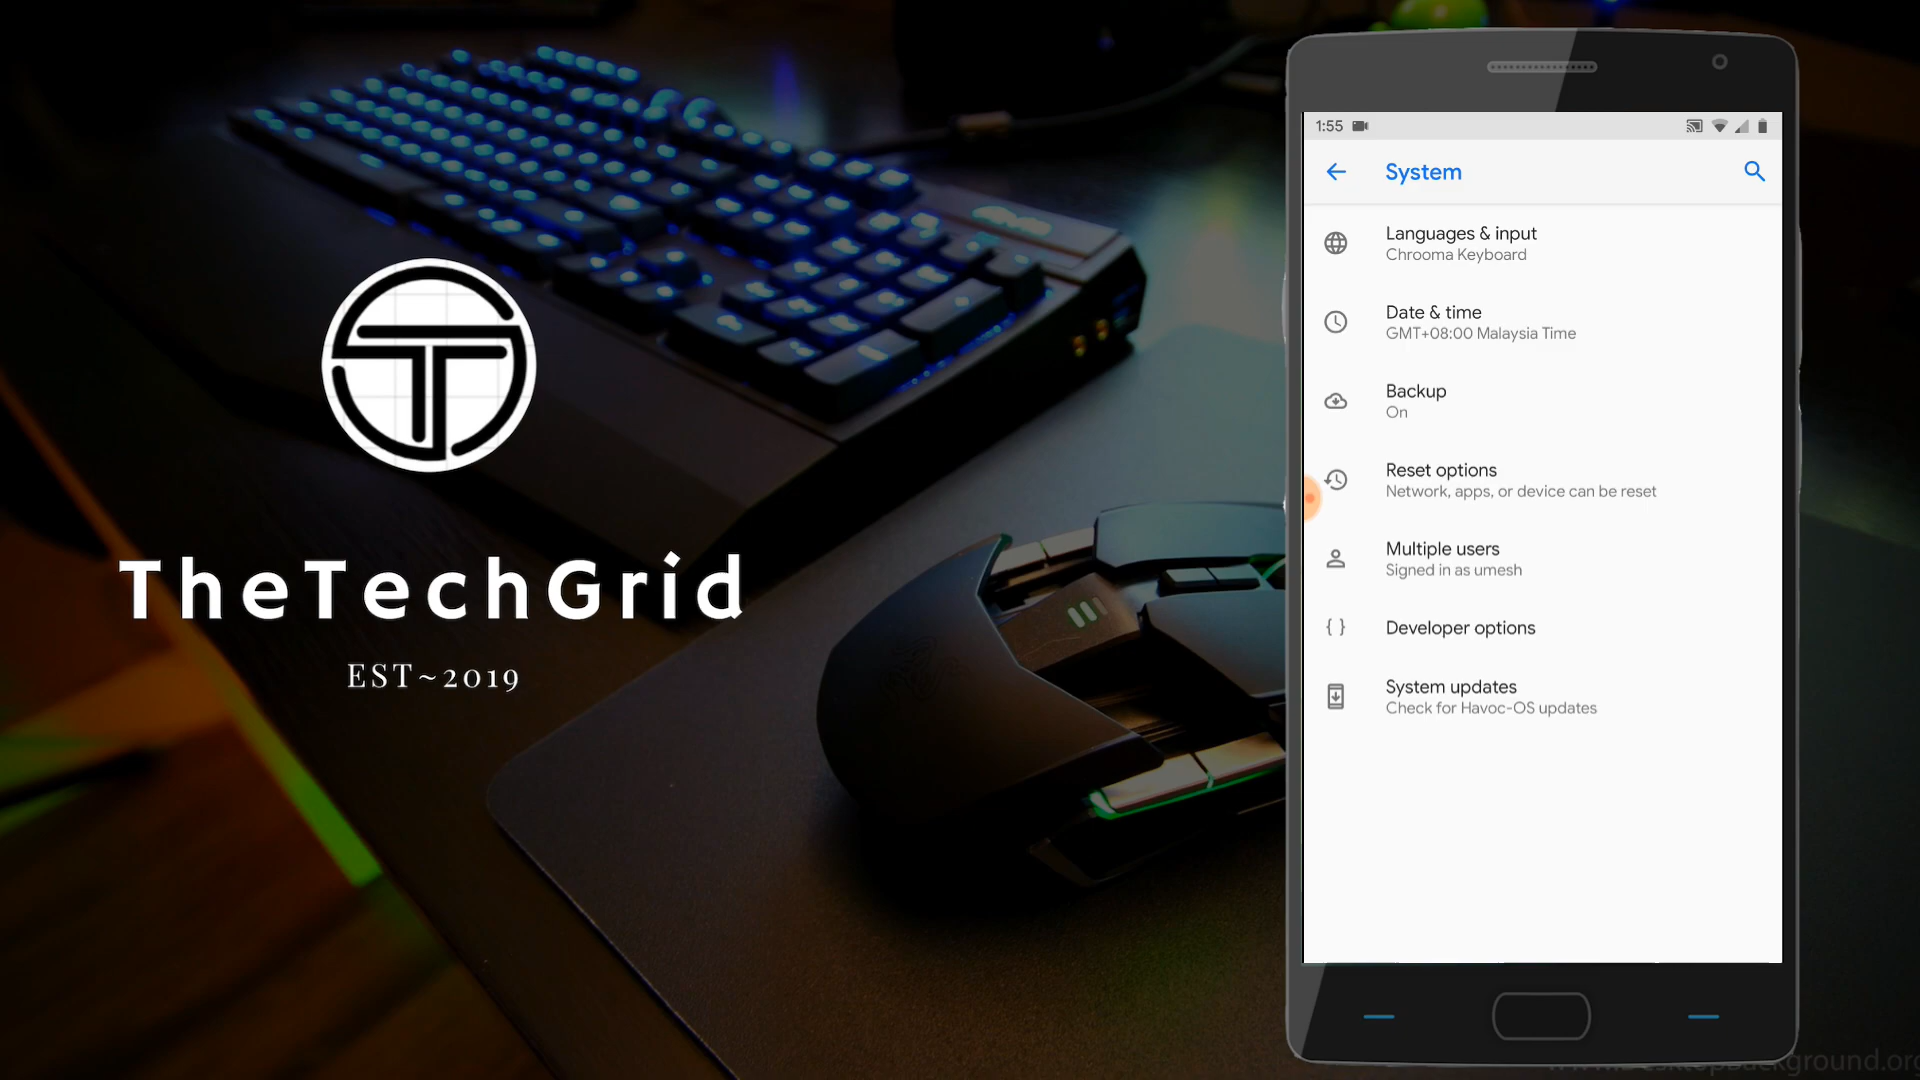 TheTechGrid
EST~2019
1:55
System
Languages & input
Chrooma Keyboard
Date & time
GMT+08:00 Malaysia Time
Backup
On
Reset options
Network, apps, or device can be reset
Multiple users
Signed in as umesh
Developer options
System updates
Check for Havoc-OS updates